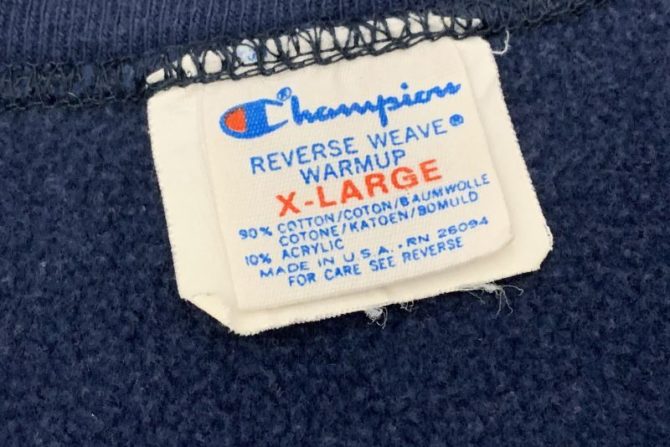 Champion®
REVERSE WEAVE®
WARMUP
X-LARGE
90% COTTON/COTON/BAUMWOLLE
COTONE/KATOEN/BOMULD
10% ACRYLIC
MADE IN U.S.A.·RN 26094
FOR CARE SEE REVERSE